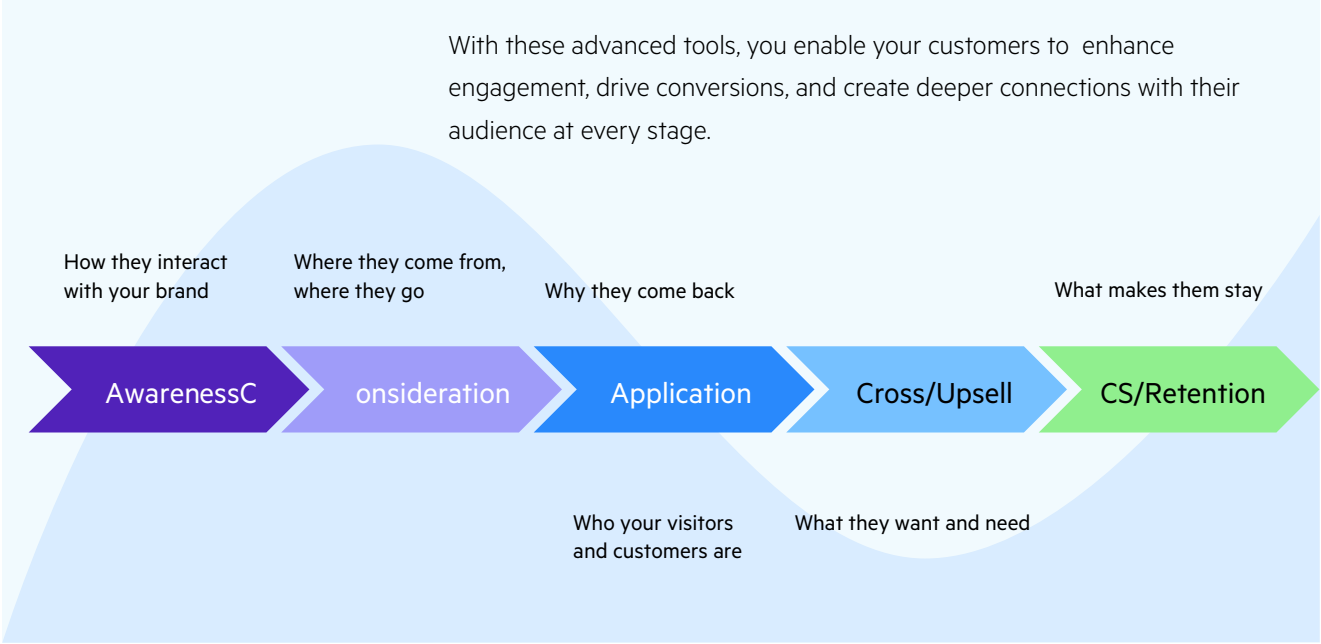 With these advanced tools, you enable your customers to  enhance
engagement, drive conversions, and create deeper connections with their
audience at every stage.
How they interact
with your brand
Where they come from,
where they go
Why they come back
What makes them stay
AwarenessC
onsideration
Application
Cross/Upsell
CS/Retention
Who your visitors
and customers are
What they want and need